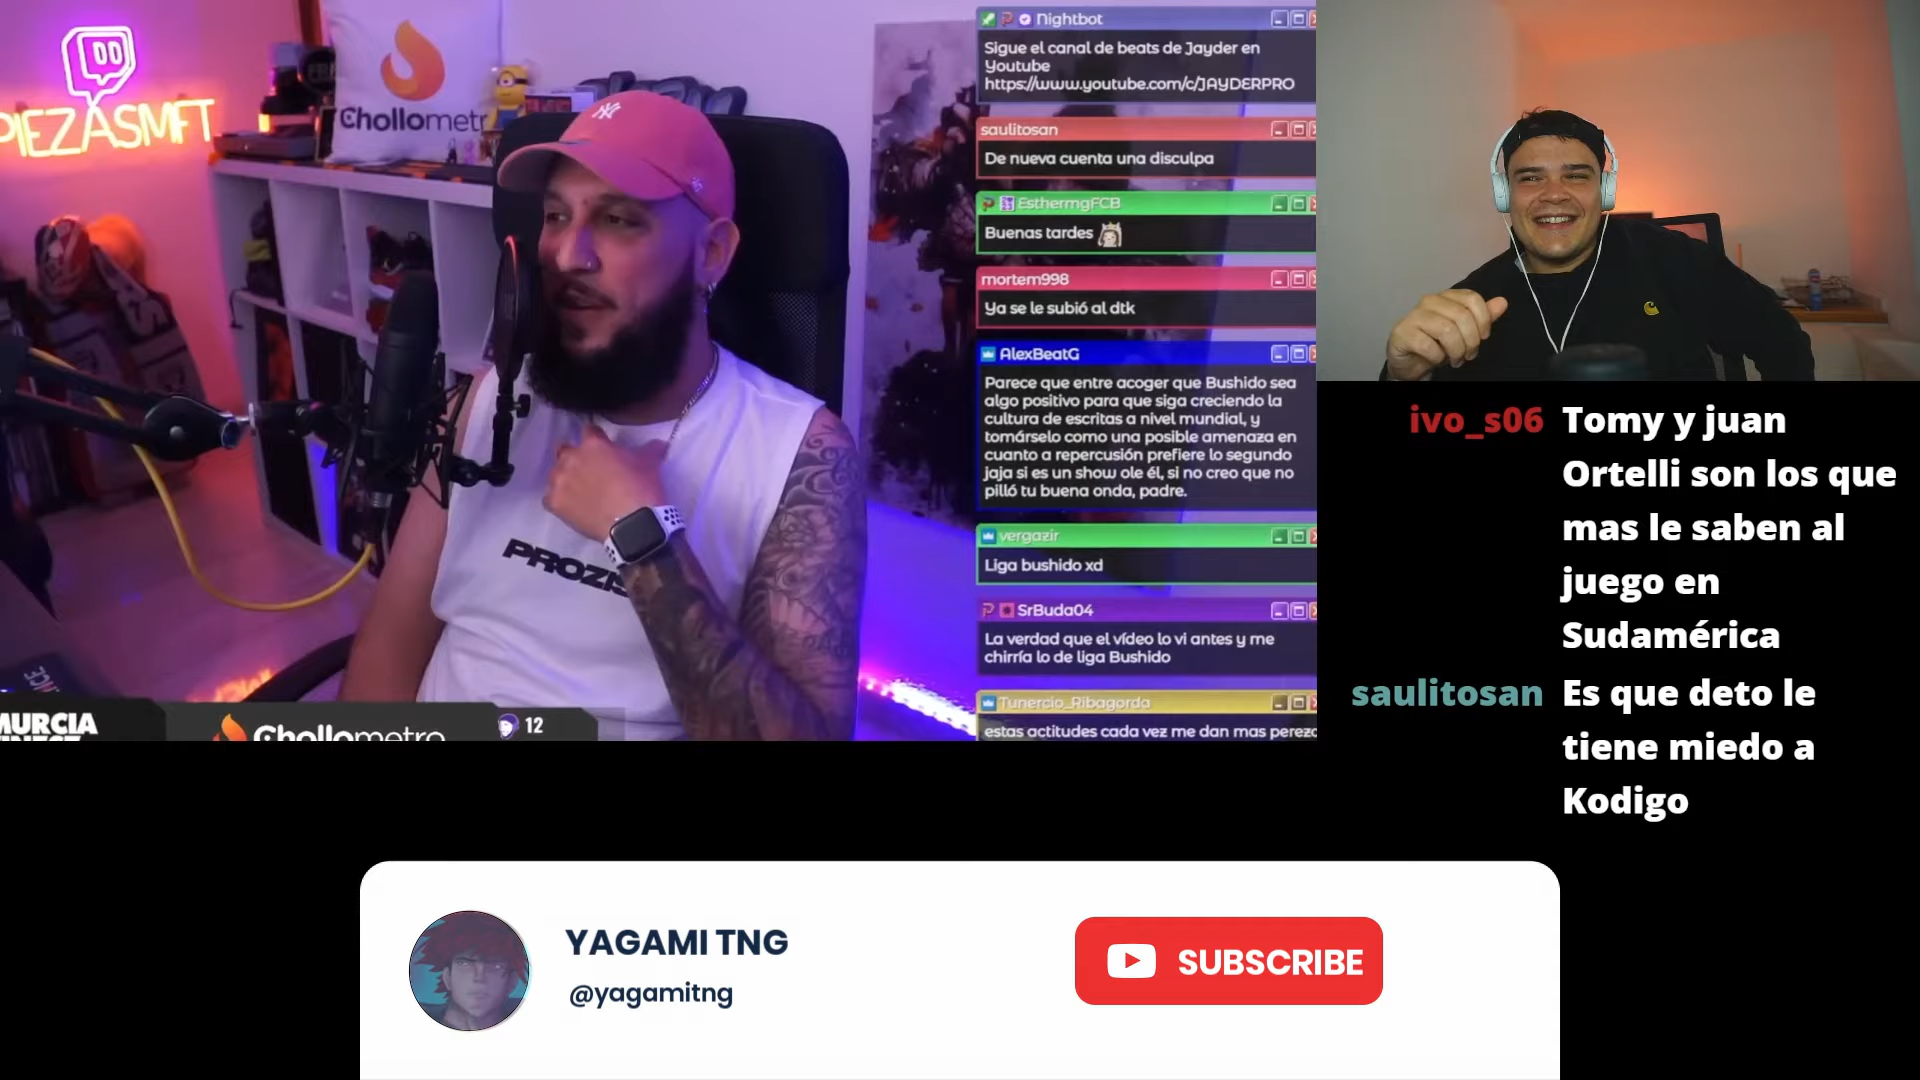 PIEZASMFT
Chollometr
PROZIS
MURCIA
Chollometro
12
Nightbot
Sigue el canal de beats de Jayder en
Youtube
https://www.youtube.com/c/JAYDERPRO
saulitosan
De nueva cuenta una disculpa
EsthermgFCB
Buenas tardes
mortem998
Ya se le subió al dtk
AlexBeatG
Parece que entre acoger que Bushido sea
algo positivo para que siga creciendo la
cultura de escritas a nivel mundial, y
tomárselo como una posible amenaza en
cuanto a repercusión prefiere lo segundo
jaja si es un show ole él, si no creo que no
pilló tu buena onda, padre.
vergazir
Liga bushido xd
SrBuda04
La verdad que el vídeo lo vi antes y me
chirría lo de liga Bushido
Tunercio_Ribagorda
estas actitudes cada vez me dan mas pereza
ivo_s06 Tomy y juan
Ortelli son los que
mas le saben al
juego en
Sudamérica
saulitosan Es que deto le
tiene miedo a
Kodigo
YAGAMI TNG
@yagamitng
SUBSCRIBE